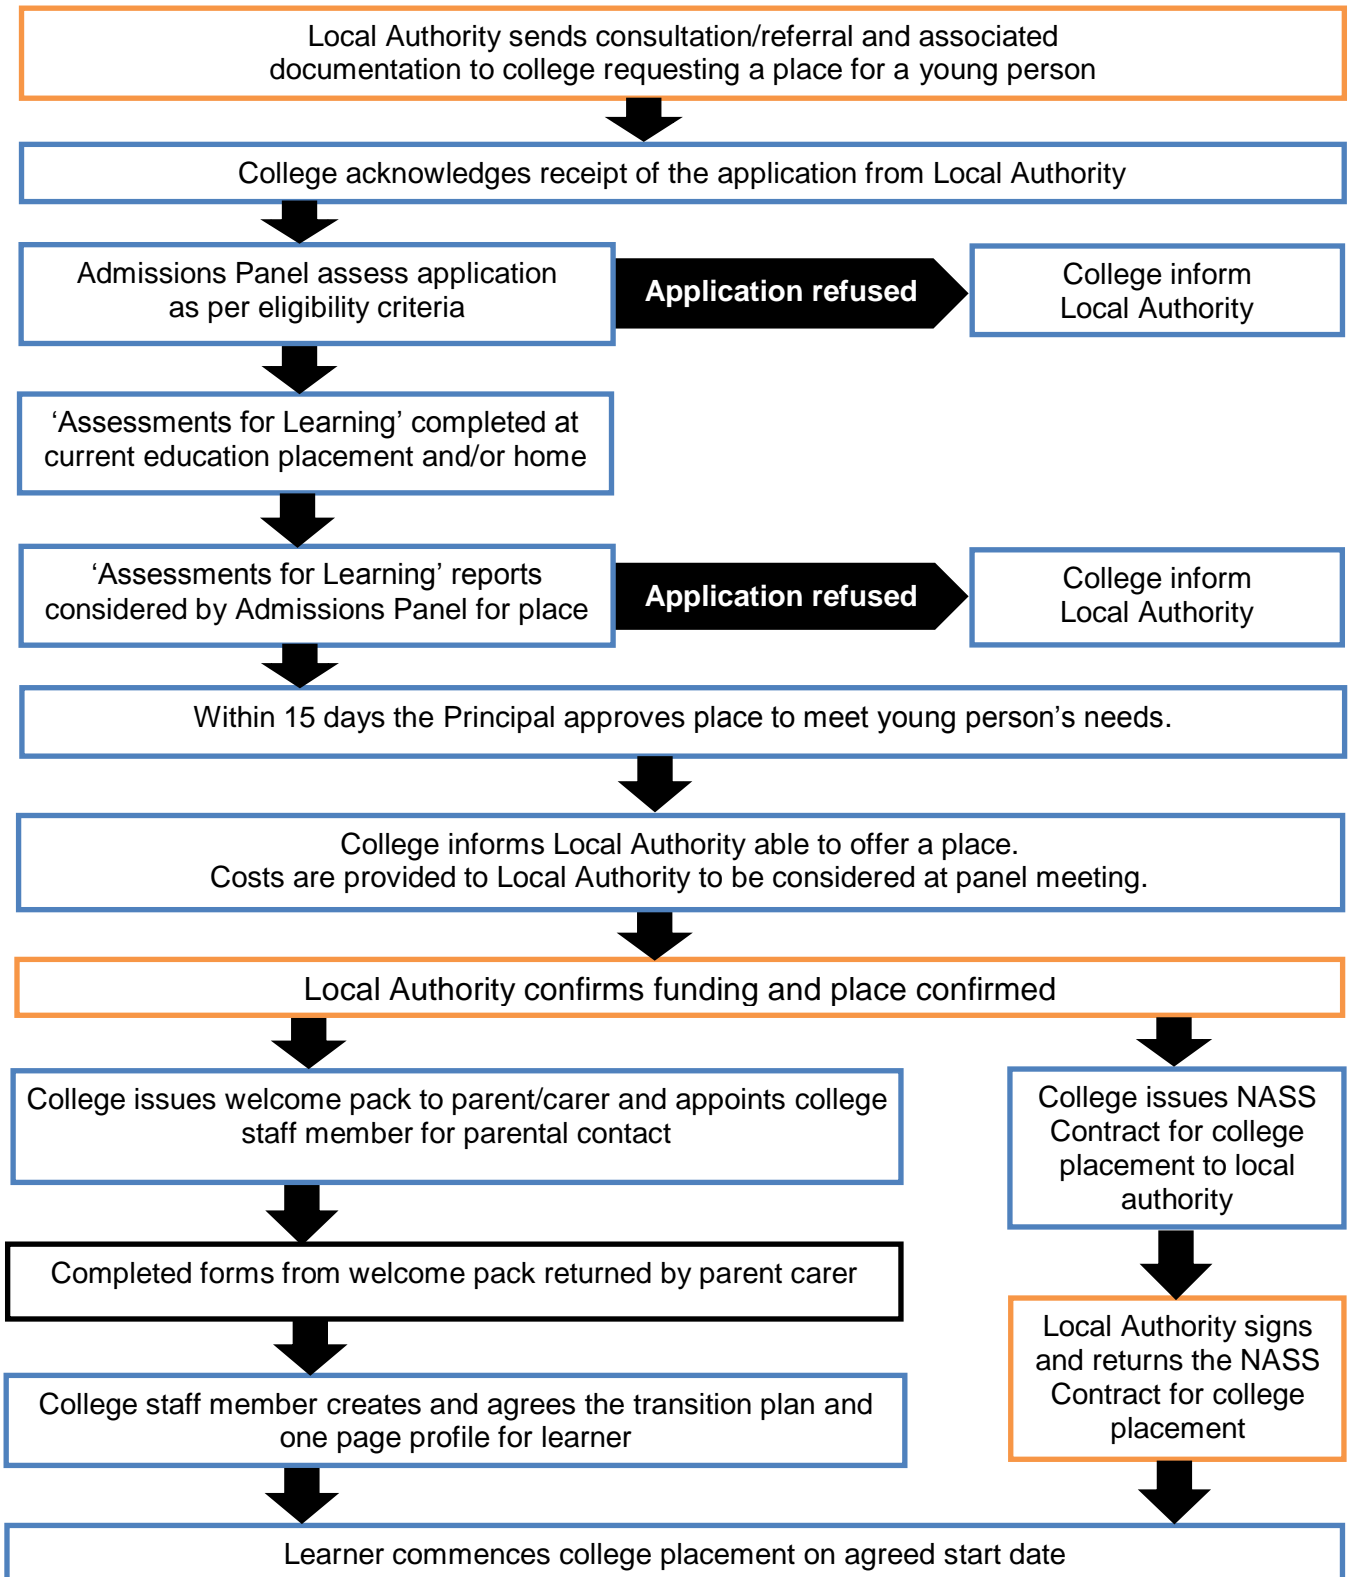 Local Authority sends consultation/referral and associated
documentation to college requesting a place for a young person
College acknowledges receipt of the application from Local Authority
Admissions Panel assess application
as per eligibility criteria
Application refused
College inform
Local Authority
‘Assessments for Learning’ completed at
current education placement and/or home
‘Assessments for Learning’ reports
considered by Admissions Panel for place
Application refused
College inform
Local Authority
Within 15 days the Principal approves place to meet young person’s needs.
College informs Local Authority able to offer a place.
Costs are provided to Local Authority to be considered at panel meeting.
Local Authority confirms funding and place confirmed
College issues welcome pack to parent/carer and appoints college
staff member for parental contact
Completed forms from welcome pack returned by parent carer
College staff member creates and agrees the transition plan and
one page profile for learner
College issues NASS
Contract for college
placement to local
authority
Local Authority signs
and returns the NASS
Contract for college
placement
Learner commences college placement on agreed start date